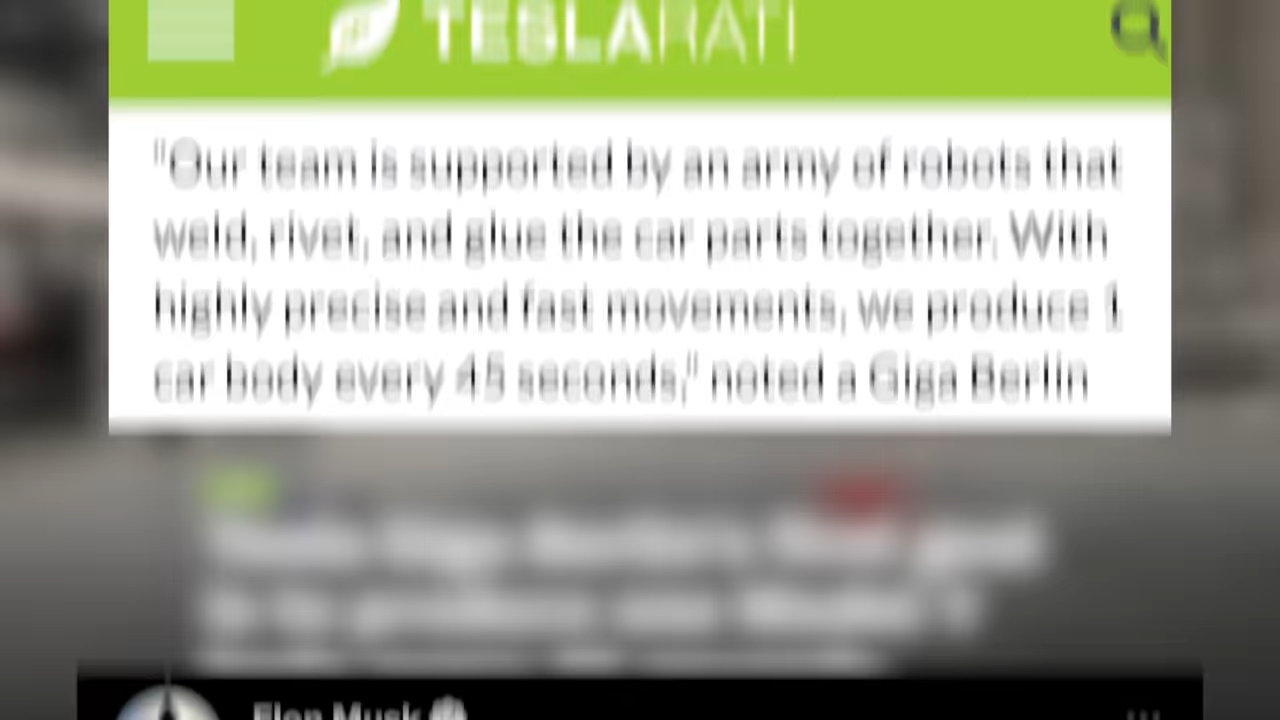 TESLARATI
"Our team is supported by an army of robots that
weld, rivet, and glue the car parts together. With
highly precise and fast movements, we produce 1
car body every 45 seconds," noted a Giga Berlin
Elon Musk